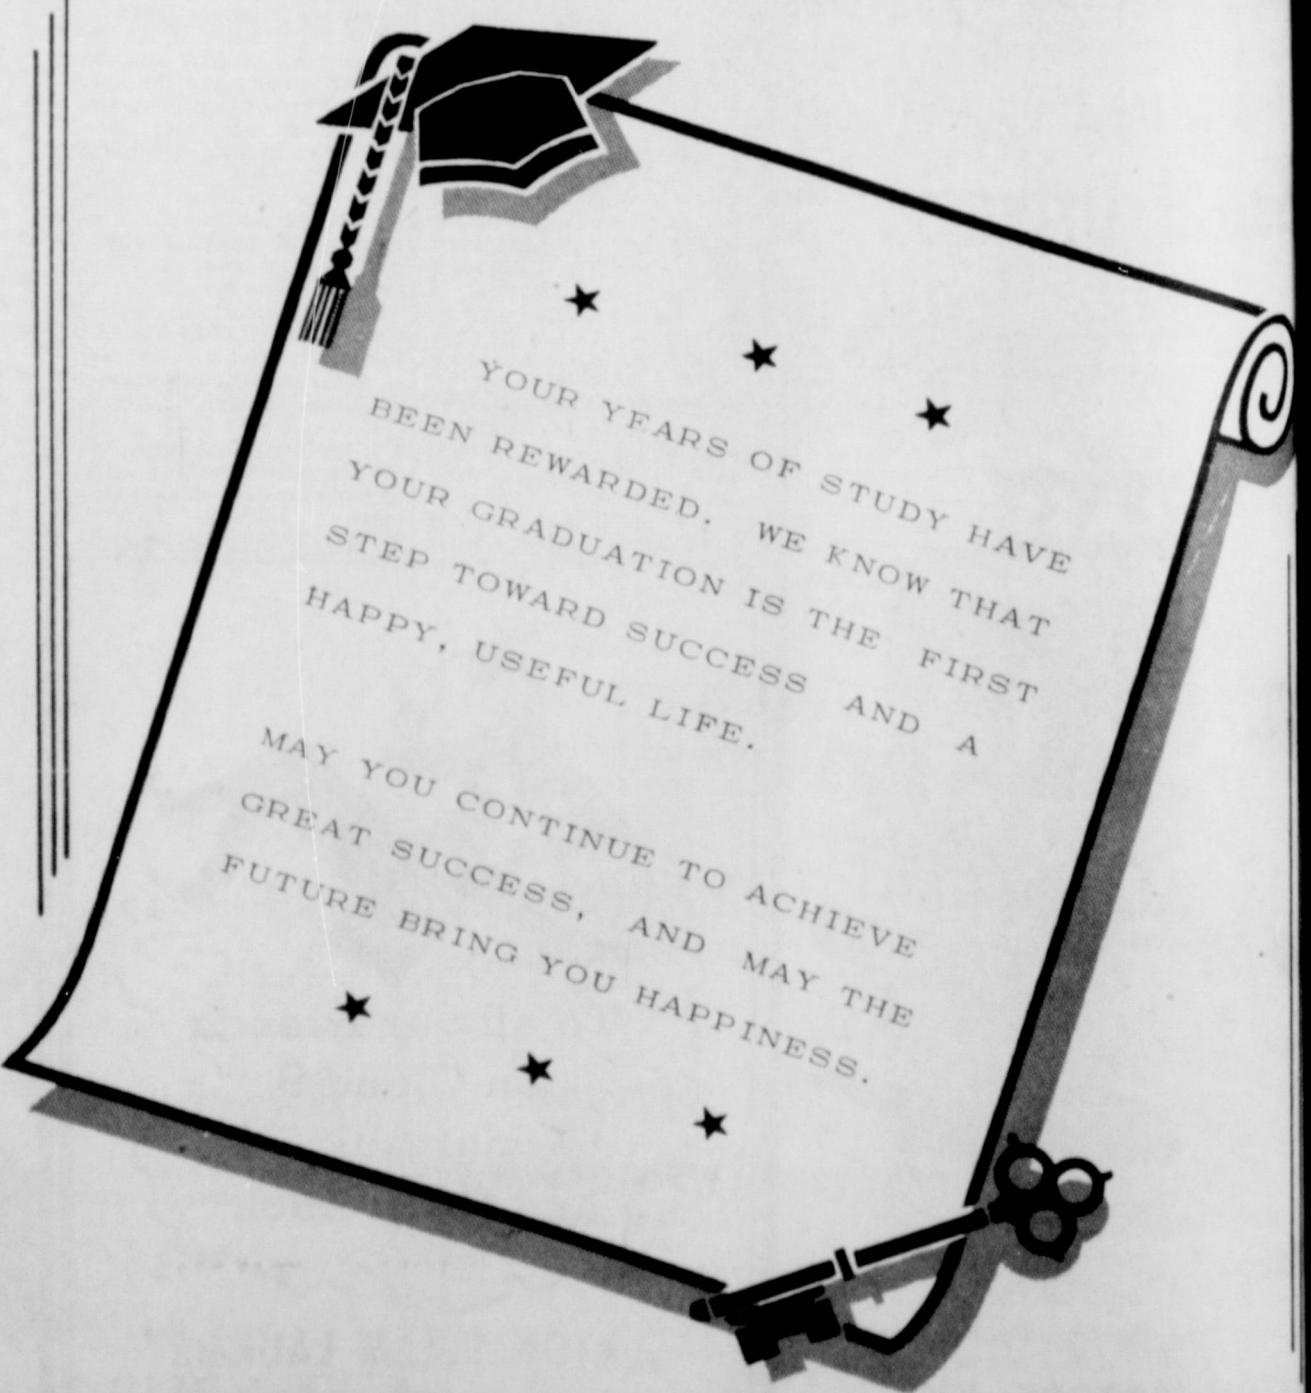 YOUR YEARS OF STUDY HAVE
BEEN REWARDED. WE KNOW THAT
YOUR GRADUATION IS THE FIRST
STEP TOWARD SUCCESS AND A
HAPPY, USEFUL LIFE.
MAY YOU CONTINUE TO ACHIEVE
GREAT SUCCESS, AND MAY THE
FUTURE BRING YOU HAPPINESS.